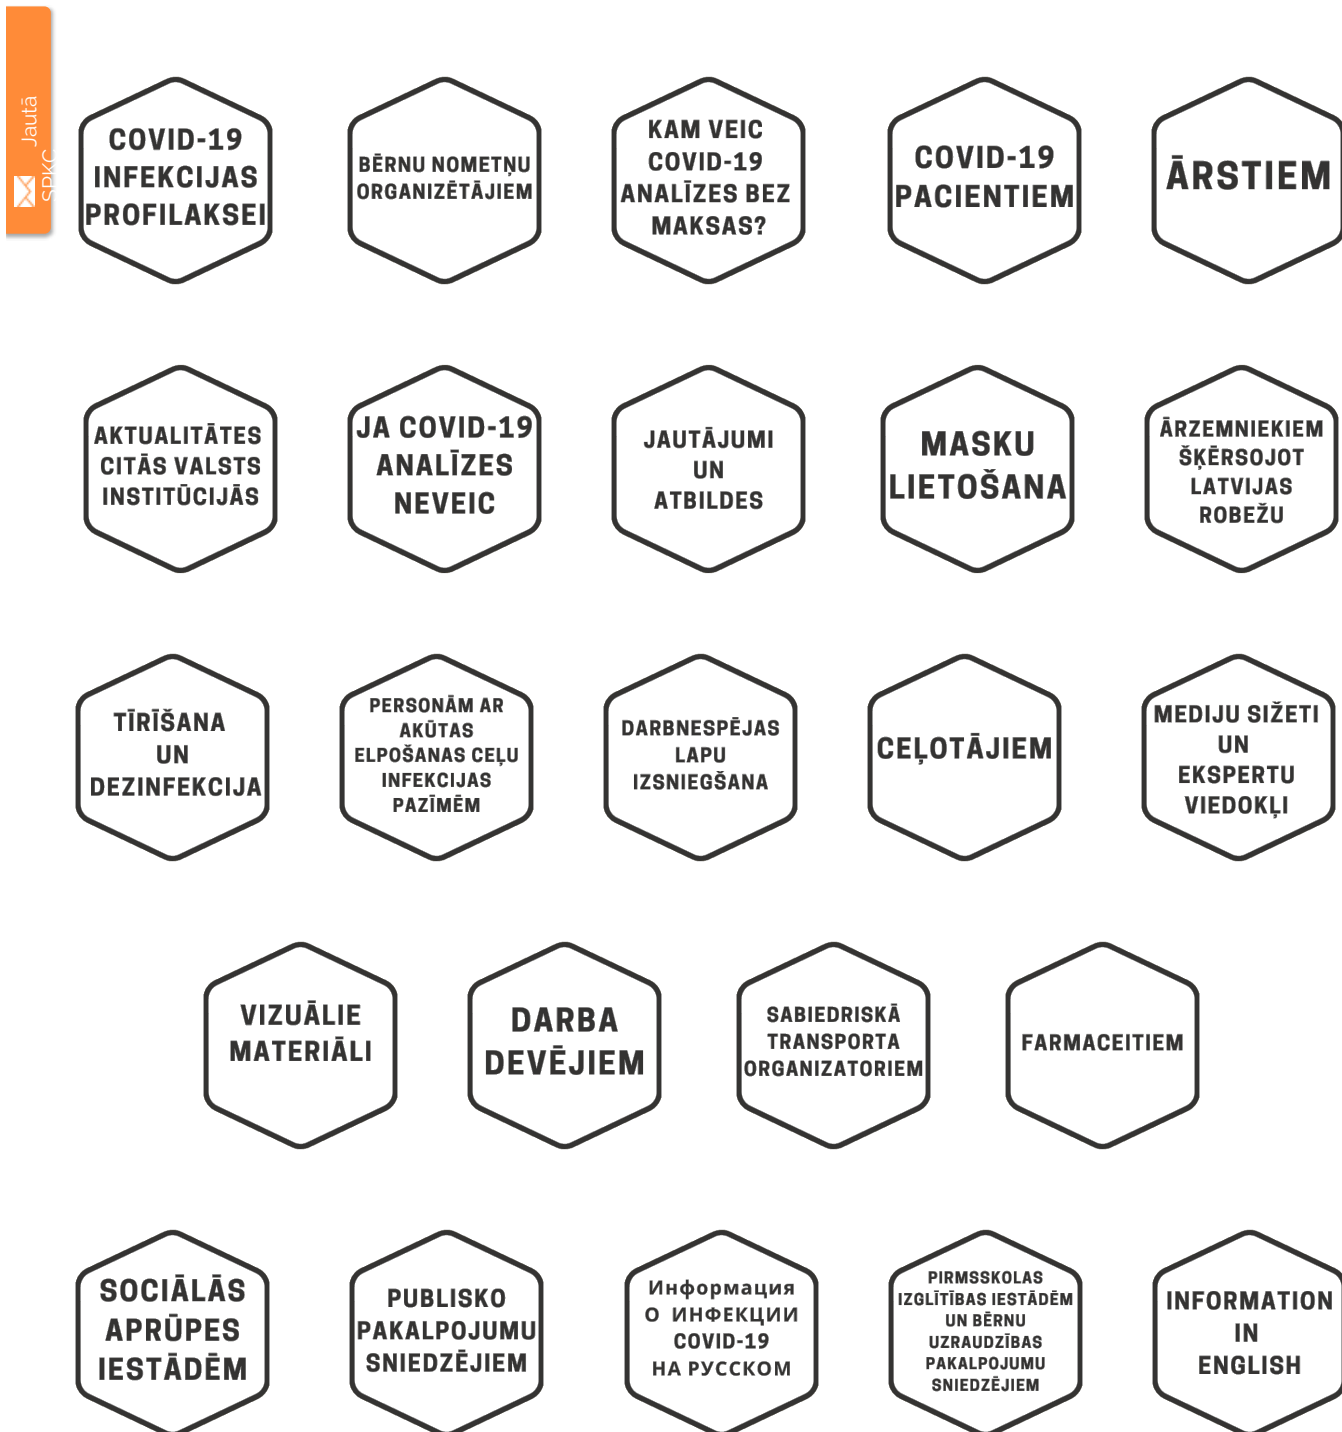 Jautā
SPKC
COVID-19
INFEKCIJAS
PROFILAKSEI
BĒRNU NOMETŅU
ORGANIZĒTĀJIEM
KAM VEIC
COVID-19
ANALĪZES BEZ
MAKSAS?
COVID-19
PACIENTIEM
ĀRSTIEM
AKTUALITĀTES
CITĀS VALSTS
INSTITŪCIJĀS
JA COVID-19
ANALĪZES
NEVEIC
JAUTĀJUMI
UN
ATBILDES
MASKU
LIETOŠANA
ĀRZEMNIEKIEM
ŠĶĒRSOJOT
LATVIJAS
ROBEŽU
TĪRĪŠANA
UN
DEZINFEKCIJA
PERSONĀM AR
AKŪTAS
ELPOŠANAS CEĻU
INFEKCIJAS
PAZĪMĒM
DARBNESPĒJAS
LAPU
IZSNIEGŠANA
CEĻOTĀJIEM
MEDIJU SIŽETI
UN
EKSPERTU
VIEDOKĻI
VIZUĀLIE
MATERIĀLI
DARBA
DEVĒJIEM
SABIEDRISKĀ
TRANSPORTA
ORGANIZATORIEM
FARMACEITIEM
SOCIĀLĀS
APRŪPES
IESTĀDĒM
PUBLISKO
PAKALPOJUMU
SNIEDZĒJIEM
Информация
О ИНФЕКЦИИ
COVID-19
НА РУССКОМ
PIRMSSKOLAS
IZGLĪTĪBAS IESTĀDĒM
UN BĒRNU
UZRAUDZĪBAS
PAKALPOJUMU
SNIEDZĒJIEM
INFORMATION
IN
ENGLISH